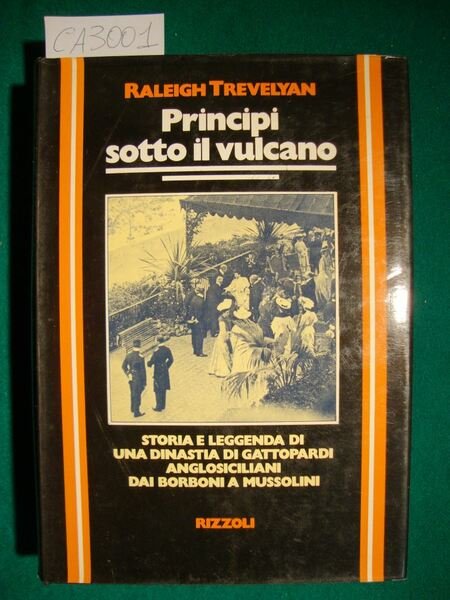 CA3001
RALEIGH TREVELYAN
Principi
sotto il vulcano
STORIA E LEGGENDA DI
UNA DINASTIA DI GATTOPARDI
ANGLOSICILIANI
DAI BORBONI A MUSSOLINI
RIZZOLI